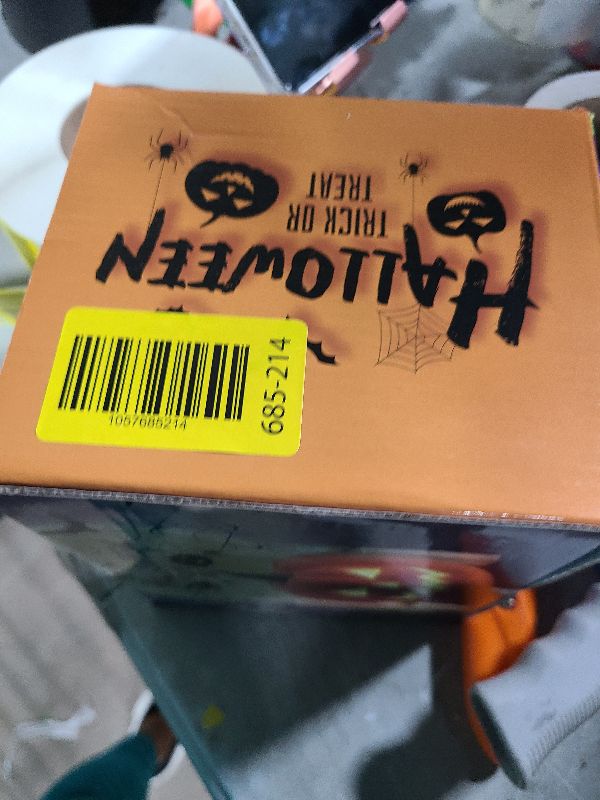 HALLOWEEN
TRICK OR
TREAT
1057685214
685-214